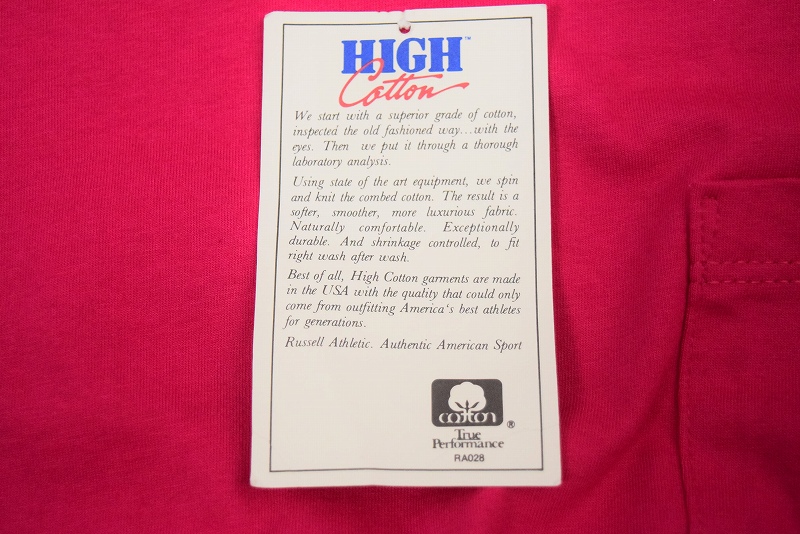 HIGH™
Cotton
We start with a superior grade of cotton,
inspected the old fashioned way...with the
eyes. Then we put it through a thorough
laboratory analysis.
Using state of the art equipment, we spin
and knit the combed cotton. The result is a
softer, smoother, more luxurious fabric.
Naturally comfortable. Exceptionally
durable. And shrinkage controlled, to fit
right wash after wash.
Best of all, High Cotton garments are made
in the USA with the quality that could only
come from outfitting America's best athletes
for generations.
Russell Athletic. Authentic American Sport
cotton ®
True
Performance
RA028